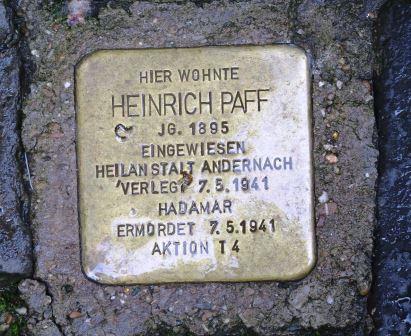 HIER WOHNTE
HEINRICH PAFF
JG. 1895
EINGEWIESEN
HEILANSTALT ANDERNACH
'VERLEGT' 7.5.1941
HADAMAR
ERMORDET 7.5.1941
AKTION T4